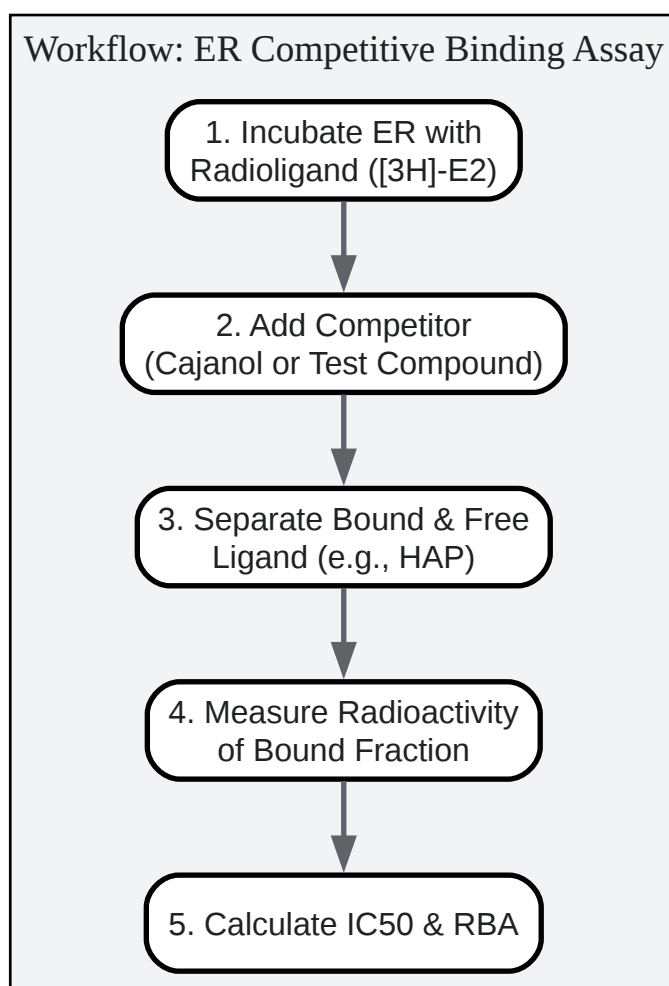 Workflow: ER Competitive Binding Assay
1. Incubate ER with
Radioligand ([3H]-E2)
2. Add Competitor
(Cajanol or Test Compound)
3. Separate Bound & Free
Ligand (e.g., HAP)
4. Measure Radioactivity
of Bound Fraction
5. Calculate IC50 & RBA